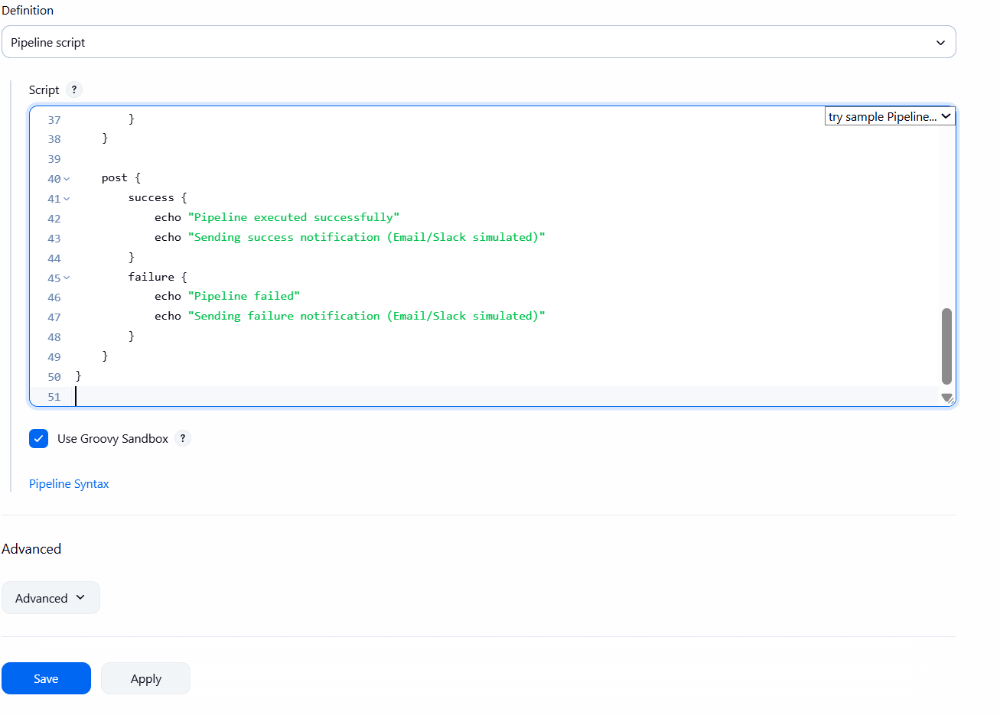 Definition
Pipeline script
Script ?
try sample Pipeline...
37 }
38 }
39
40 post {
41 success {
42 echo "Pipeline executed successfully"
43 echo "Sending success notification (Email/Slack simulated)"
44 }
45 failure {
46 echo "Pipeline failed"
47 echo "Sending failure notification (Email/Slack simulated)"
48 }
49 }
50 }
51
Use Groovy Sandbox ?
Pipeline Syntax
Advanced
Advanced
Save Apply